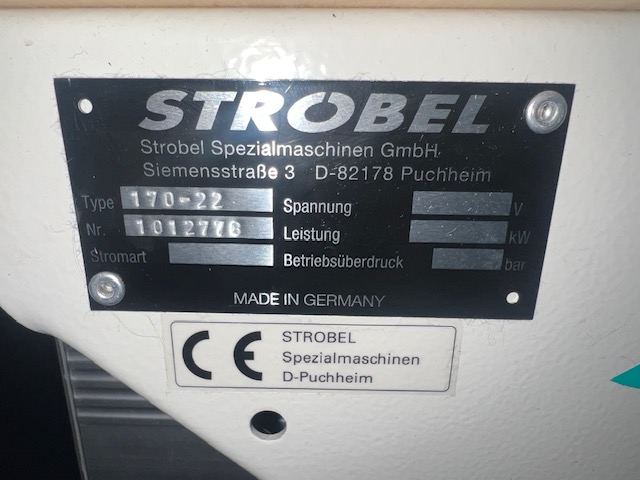 STROBEL
Strobel Spezialmaschinen GmbH
Siemensstraße 3 D-82178 Puchheim
Type 170-22 Spannung V
Nr. 1012776 Leistung kW
Stromart Betriebsüberdruck bar
MADE IN GERMANY
CE STROBEL
Spezialmaschinen
D-Puchheim